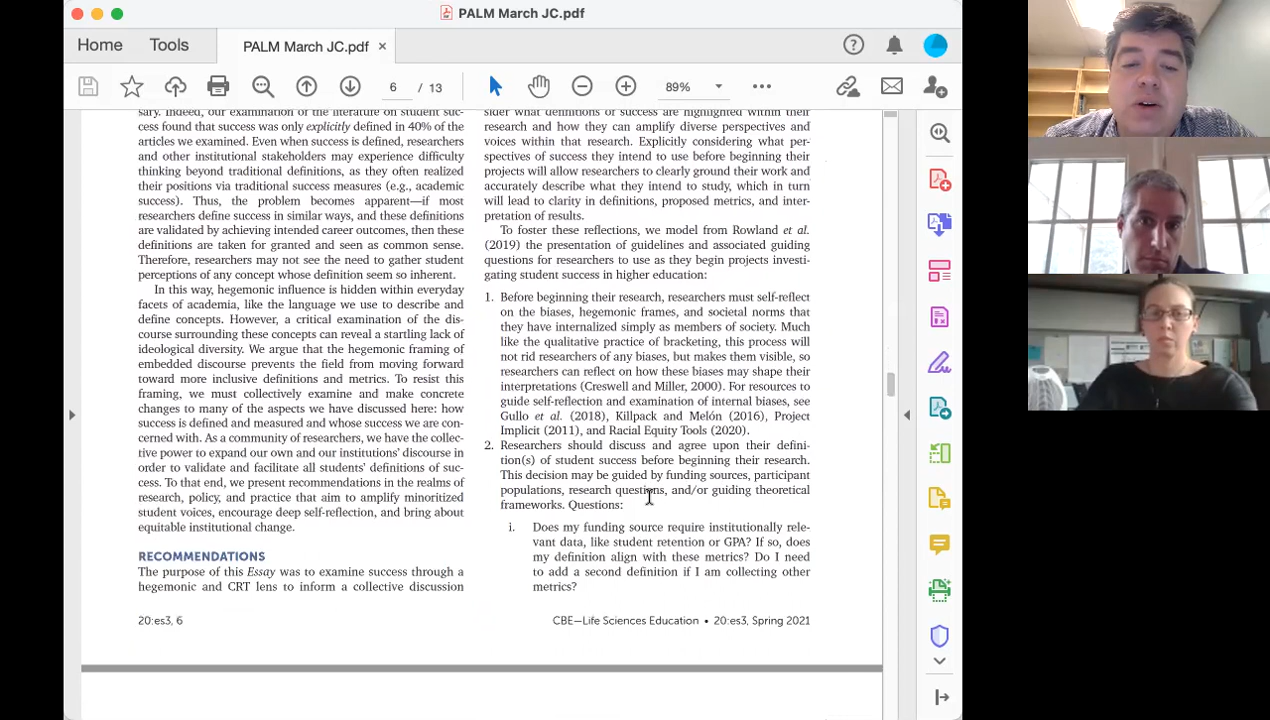 PALM March JC.pdf
Home
Tools
PALM March JC.pdf ×
6 / 13
89%
sary. Indeed, our examination of the literature on student suc-
cess found that success was only explicitly defined in 40% of the
articles we examined. Even when success is defined, researchers
and other institutional stakeholders may experience difficulty
thinking beyond traditional definitions, as they often realized
their positions via traditional success measures (e.g., academic
success). Thus, the problem becomes apparent—if most
researchers define success in similar ways, and these definitions
are validated by achieving intended career outcomes, then these
definitions are taken for granted and seen as common sense.
Therefore, researchers may not see the need to gather student
perceptions of any concept whose definition seem so inherent.
In this way, hegemonic influence is hidden within everyday
facets of academia, like the language we use to describe and
define concepts. However, a critical examination of the dis-
course surrounding these concepts can reveal a startling lack of
ideological diversity. We argue that the hegemonic framing of
embedded discourse prevents the field from moving forward
toward more inclusive definitions and metrics. To resist this
framing, we must collectively examine and make concrete
changes to many of the aspects we have discussed here: how
success is defined and measured and whose success we are con-
cerned with. As a community of researchers, we have the collec-
tive power to expand our own and our institutions' discourse in
order to validate and facilitate all students' definitions of suc-
cess. To that end, we present recommendations in the realms of
research, policy, and practice that aim to amplify minoritized
student voices, encourage deep self-reflection, and bring about
equitable institutional change.
RECOMMENDATIONS
The purpose of this Essay was to examine success through a
hegemonic and CRT lens to inform a collective discussion
sider what definitions of success are highlighted within their
research and how they can amplify diverse perspectives and
voices within that research. Explicitly considering what per-
spectives of success they intend to use before beginning their
projects will allow researchers to clearly ground their work and
accurately describe what they intend to study, which in turn
will lead to clarity in definitions, proposed metrics, and inter-
pretation of results.
To foster these reflections, we model from Rowland et al.
(2019) the presentation of guidelines and associated guiding
questions for researchers to use as they begin projects investi-
gating student success in higher education:
1. Before beginning their research, researchers must self-reflect
on the biases, hegemonic frames, and societal norms that
they have internalized simply as members of society. Much
like the qualitative practice of bracketing, this process will
not rid researchers of any biases, but makes them visible, so
researchers can reflect on how these biases may shape their
interpretations (Creswell and Miller, 2000). For resources to
guide self-reflection and examination of internal biases, see
Gullo et al. (2018), Killpack and Melón (2016), Project
Implicit (2011), and Racial Equity Tools (2020).
2. Researchers should discuss and agree upon their defini-
tion(s) of student success before beginning their research.
This decision may be guided by funding sources, participant
populations, research questions, and/or guiding theoretical
frameworks. Questions:
i. Does my funding source require institutionally rele-
vant data, like student retention or GPA? If so, does
my definition align with these metrics? Do I need
to add a second definition if I am collecting other
metrics?
20:es3, 6
CBE—Life Sciences Education • 20:es3, Spring 2021